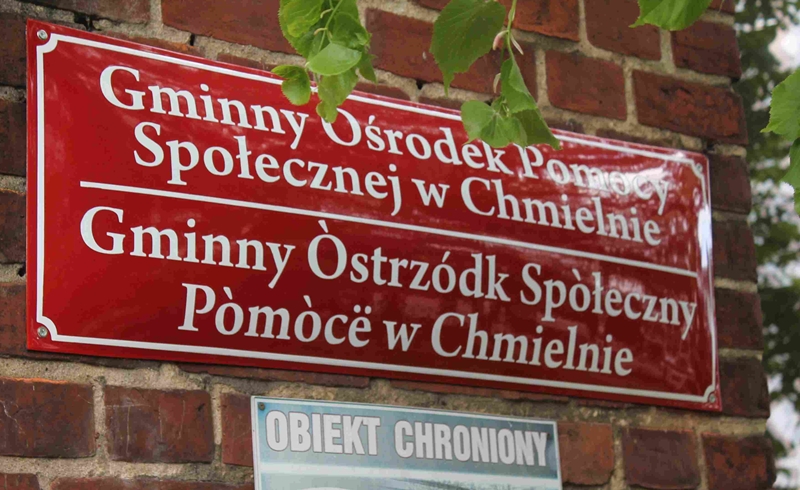 Gminny Ośrodek Pomocy
Społecznej w Chmielnie
Gminny Òstrzódk Spòłeczny
Pòmòcë w Chmielnie
OBIEKT CHRONIONY